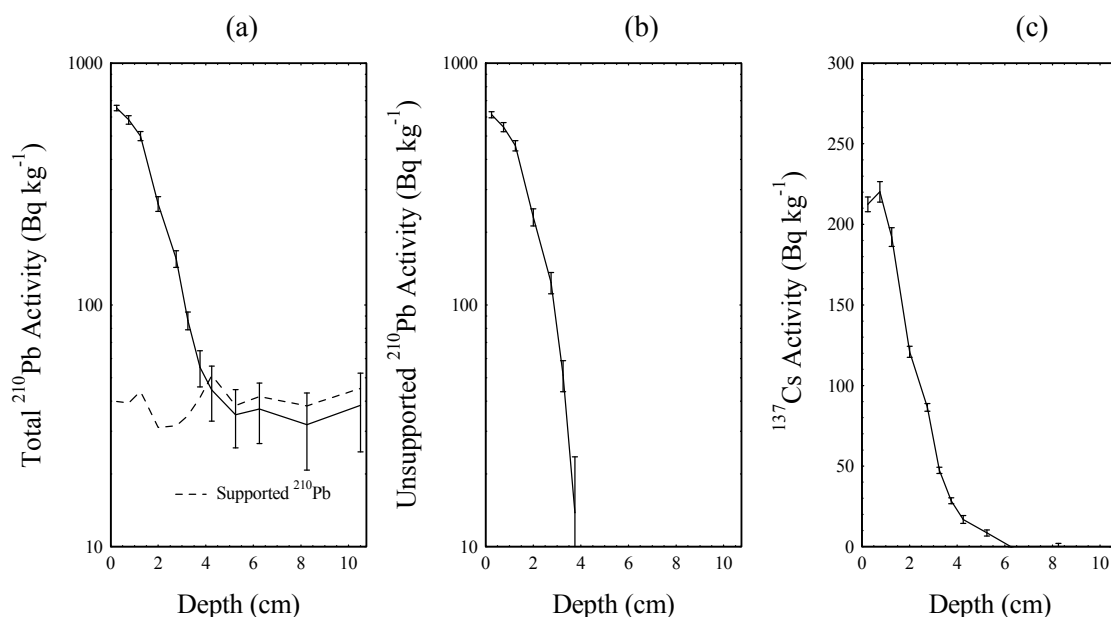 (a)
1000
100
10
Total ²¹⁰Pb Activity (Bq kg⁻¹)
Supported ²¹⁰Pb
0 2 4 6 8 10
Depth (cm)
(b)
1000
100
10
Unsupported ²¹⁰Pb Activity (Bq kg⁻¹)
0 2 4 6 8 10
Depth (cm)
(c)
300
250
200
150
100
50
0
¹³⁷Cs Activity (Bq kg⁻¹)
0 2 4 6 8 10
Depth (cm)